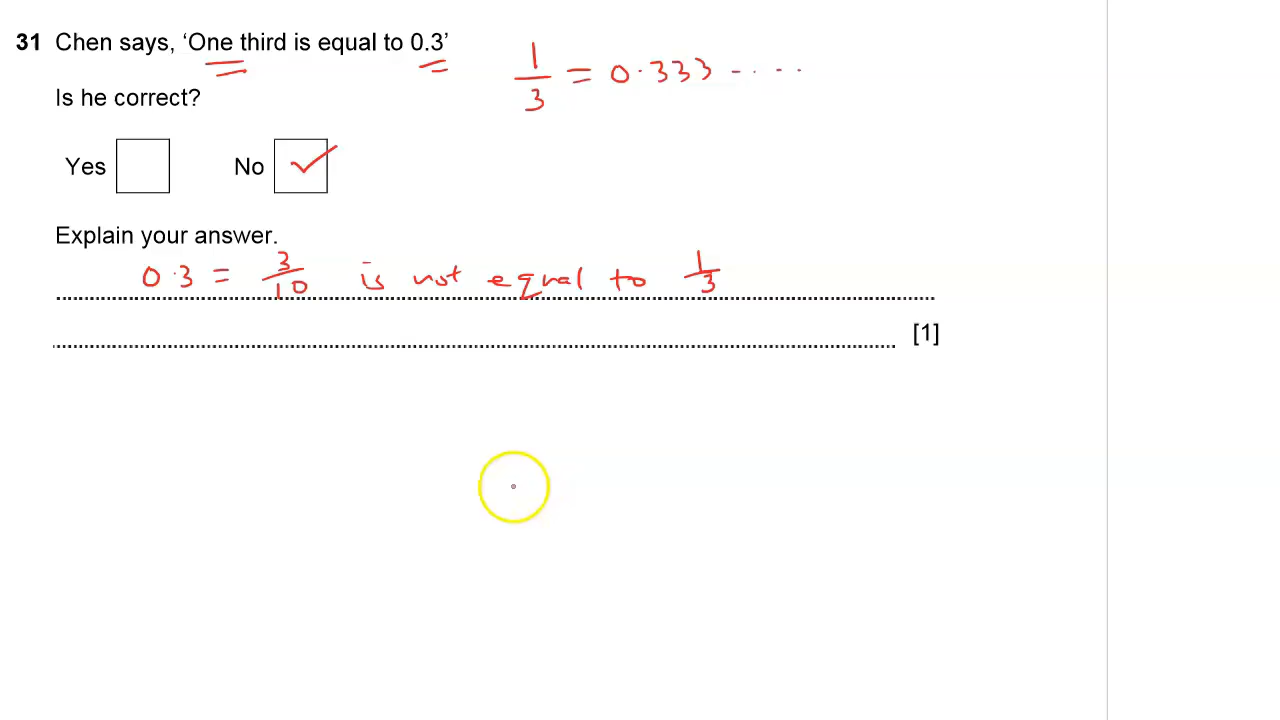 31 Chen says, ‘One third is equal to 0.3’
1/3 = 0.333 - . . - .
Is he correct?
Yes No ✓
Explain your answer.
0.3 = 3/10 is not equal to 1/3
[1]